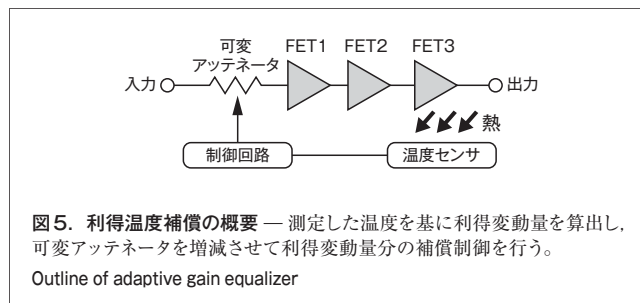 可変
アッテネータ
FET1
FET2
FET3
入力
出力
熱
制御回路
温度センサ
図5. 利得温度補償の概要 — 測定した温度を基に利得変動量を算出し,
可変アッテネータを増減させて利得変動量分の補償制御を行う。
Outline of adaptive gain equalizer